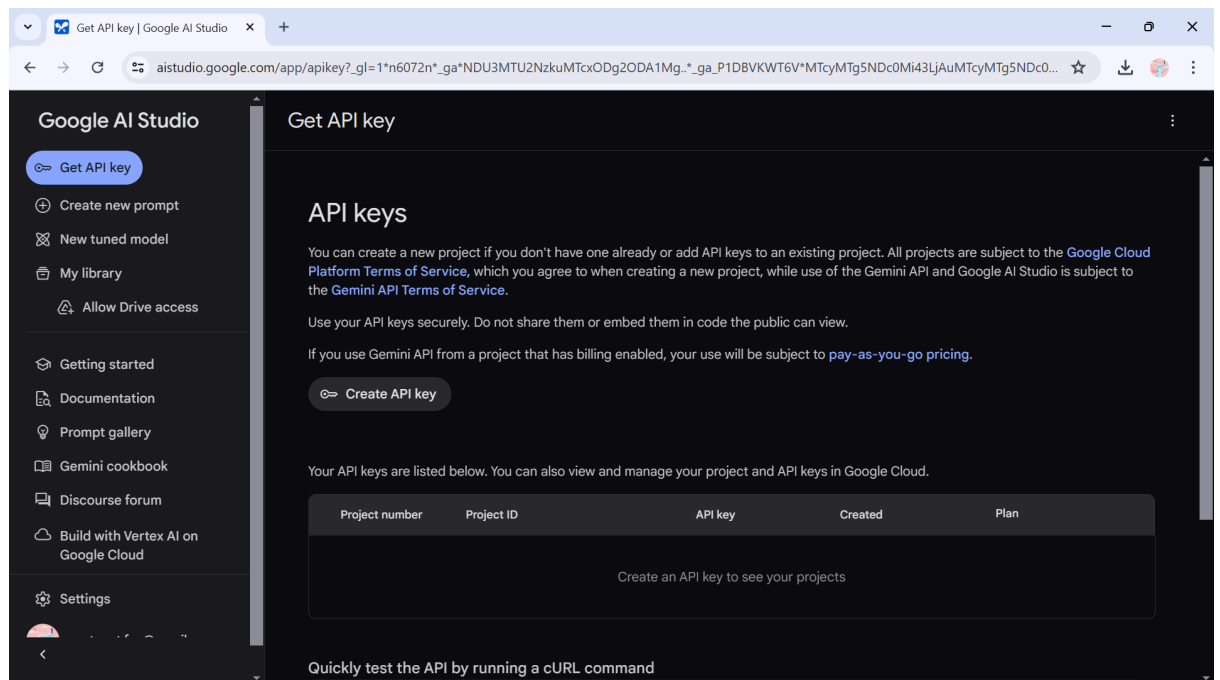 Get API key | Google AI Studio
aistudio.google.com/app/apikey?_gl=1*n6072n*_ga*NDU3MTU2NzkuMTcxODg2ODA1Mg..*_ga_P1DBVKWT6V*MTcyMTg5NDc0Mi43LjAuMTcyMTg5NDc0...
Google AI Studio
Get API key
Create new prompt
New tuned model
My library
Allow Drive access
Getting started
Documentation
Prompt gallery
Gemini cookbook
Discourse forum
Build with Vertex AI on
Google Cloud
Settings
Get API key
API keys
You can create a new project if you don't have one already or add API keys to an existing project. All projects are subject to the Google Cloud
Platform Terms of Service, which you agree to when creating a new project, while use of the Gemini API and Google AI Studio is subject to
the Gemini API Terms of Service.
Use your API keys securely. Do not share them or embed them in code the public can view.
If you use Gemini API from a project that has billing enabled, your use will be subject to pay-as-you-go pricing.
Create API key
Your API keys are listed below. You can also view and manage your project and API keys in Google Cloud.
Project number Project ID API key Created Plan
Create an API key to see your projects
Quickly test the API by running a cURL command